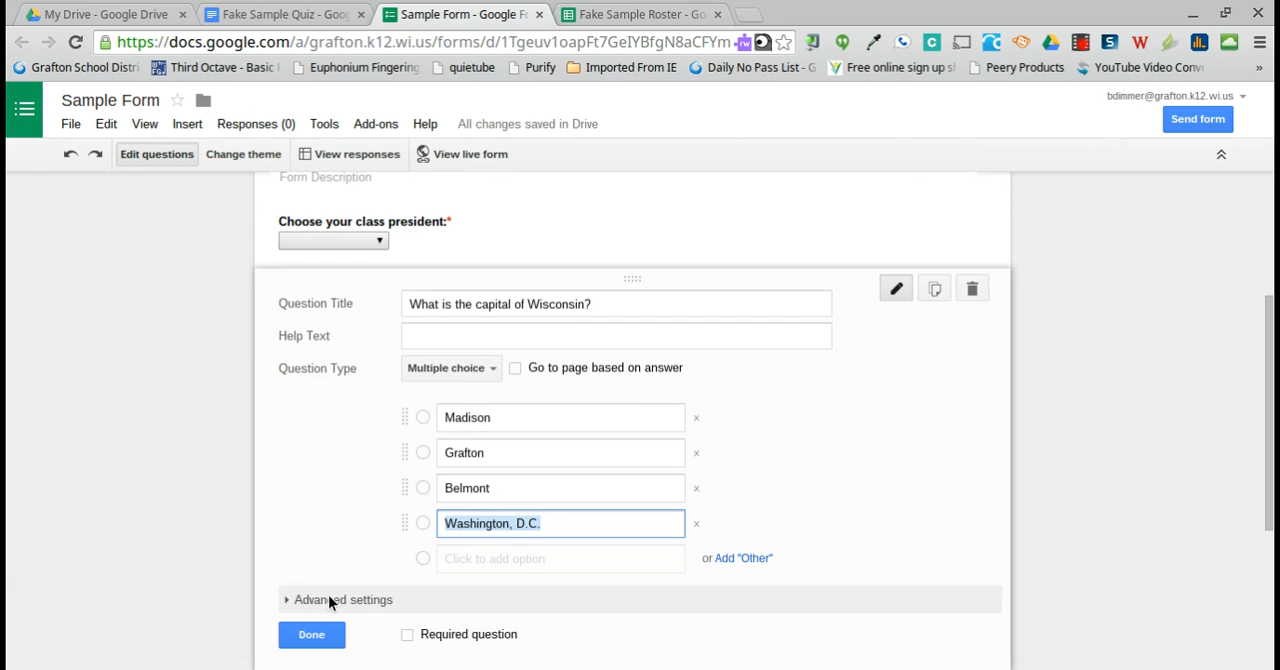 My Drive - Google Drive × Fake Sample Quiz - Goog × Sample Form - Google Fo × Fake Sample Roster - Go ×
https://docs.google.com/a/grafton.k12.wi.us/forms/d/1Tgeuv1oapFt7GeIYBfgN8aCFYm
Grafton School Distri Third Octave - Basic Euphonium Fingering quietube Purify Imported From IE Daily No Pass List - G Free online sign up sl Peery Products YouTube Video Conv »
Sample Form
bdimmer@grafton.k12.wi.us
File Edit View Insert Responses (0) Tools Add-ons Help All changes saved in Drive
Send form
Edit questions Change theme View responses View live form
Form Description
Choose your class president:*
Question Title What is the capital of Wisconsin?
Help Text
Question Type Multiple choice Go to page based on answer
Madison ×
Grafton ×
Belmont ×
Washington, D.C. ×
Click to add option or Add "Other"
Advanced settings
Done Required question